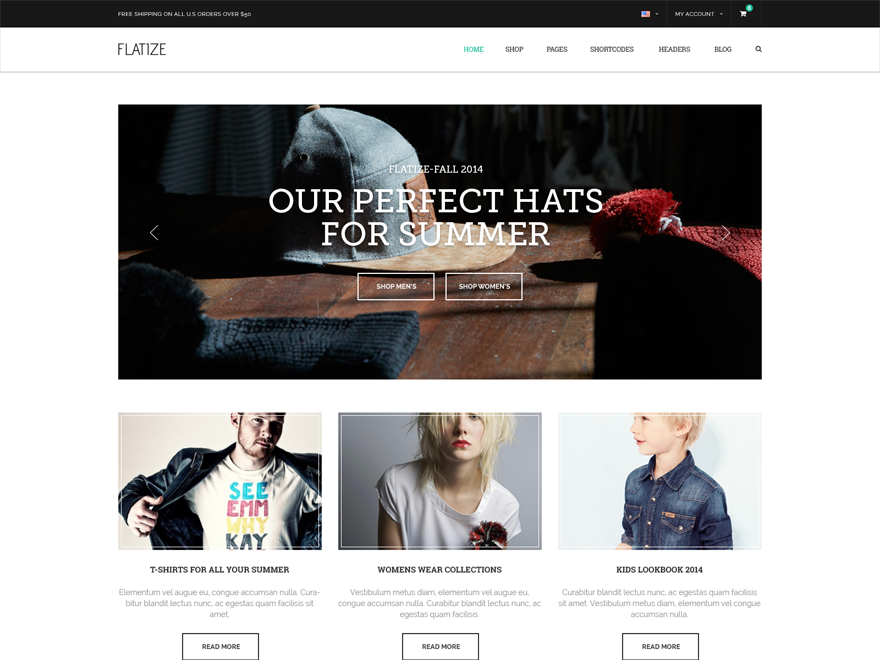 FREE SHIPPING ON ALL U.S ORDERS OVER $50
MY ACCOUNT
FLATIZE
HOME SHOP PAGES SHORTCODES HEADERS BLOG
FLATIZE-FALL 2014
OUR PERFECT HATS
FOR SUMMER
SHOP MEN'S SHOP WOMEN'S
SEE
EMM
WHY
KAY
T-SHIRTS FOR ALL YOUR SUMMER
Elementum vel augue eu, congue accumsan nulla. Cura-
bitur blandit lectus nunc, ac egestas quam facilisis sit
amet.
READ MORE
WOMENS WEAR COLLECTIONS
Vestibulum metus diam, elementum vel augue eu,
congue accumsan nulla. Curabitur blandit lectus nunc, ac
egestas quam facilisis.
READ MORE
KIDS LOOKBOOK 2014
Curabitur blandit lectus nunc, ac egestas quam facilisis
sit amet. Vestibulum metus diam, elementum vel congue
accumsan nulla.
READ MORE